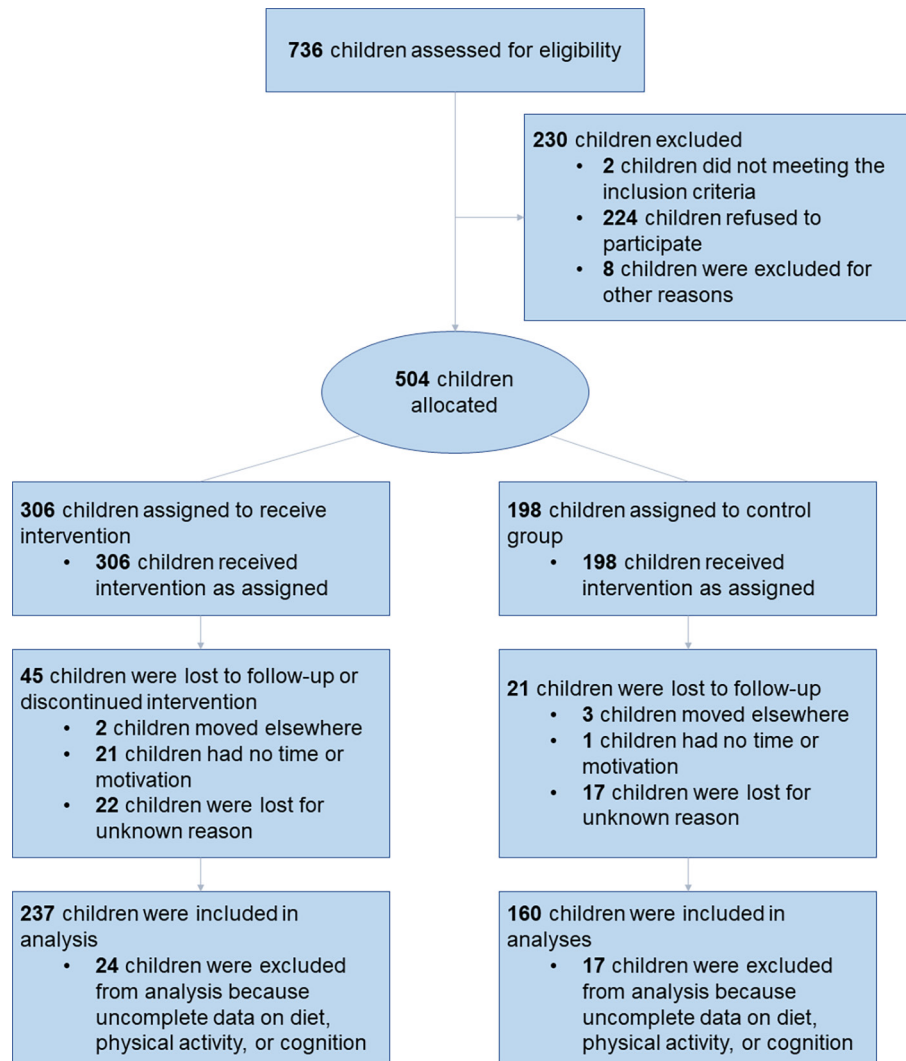 736 children assessed for eligibility
230 children excluded
• 2 children did not meeting the
inclusion criteria
• 224 children refused to
participate
• 8 children were excluded for
other reasons
504 children
allocated
306 children assigned to receive
intervention
• 306 children received
intervention as assigned
198 children assigned to control
group
• 198 children received
intervention as assigned
45 children were lost to follow-up or
discontinued intervention
• 2 children moved elsewhere
• 21 children had no time or
motivation
• 22 children were lost for
unknown reason
21 children were lost to follow-up
• 3 children moved elsewhere
• 1 children had no time or
motivation
• 17 children were lost for
unknown reason
237 children were included in
analysis
• 24 children were excluded
from analysis because
uncomplete data on diet,
physical activity, or cognition
160 children were included in
analyses
• 17 children were excluded
from analysis because
uncomplete data on diet,
physical activity, or cognition